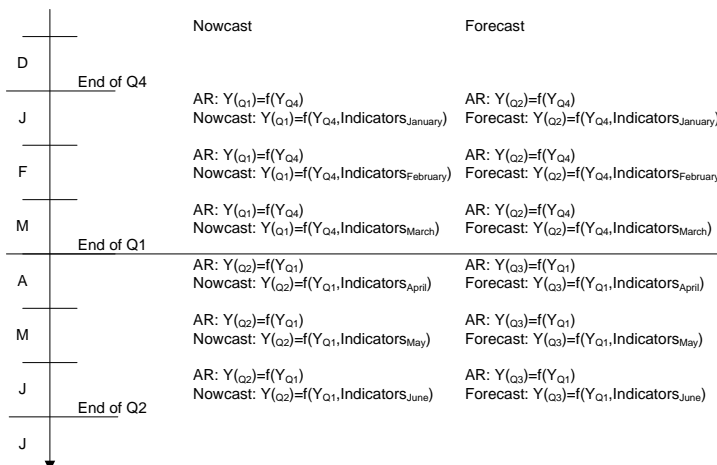 Nowcast Forecast
D
End of Q4
J
AR: Y(Q1)=f(YQ4) AR: Y(Q2)=f(YQ4)
Nowcast: Y(Q1)=f(YQ4,IndicatorsJanuary) Forecast: Y(Q2)=f(YQ4,IndicatorsJanuary)
F
AR: Y(Q1)=f(YQ4) AR: Y(Q2)=f(YQ4)
Nowcast: Y(Q1)=f(YQ4,IndicatorsFebruary) Forecast: Y(Q2)=f(YQ4,IndicatorsFebruary
M
AR: Y(Q1)=f(YQ4) AR: Y(Q2)=f(YQ4)
Nowcast: Y(Q1)=f(YQ4,IndicatorsMarch) Forecast: Y(Q2)=f(YQ4,IndicatorsMarch)
End of Q1
A
AR: Y(Q2)=f(YQ1) AR: Y(Q3)=f(YQ1)
Nowcast: Y(Q2)=f(YQ1,IndicatorsApril) Forecast: Y(Q3)=f(YQ1,IndicatorsApril)
M
AR: Y(Q2)=f(YQ1) AR: Y(Q3)=f(YQ1)
Nowcast: Y(Q2)=f(YQ1,IndicatorsMay) Forecast: Y(Q3)=f(YQ1,IndicatorsMay)
J
AR: Y(Q2)=f(YQ1) AR: Y(Q3)=f(YQ1)
Nowcast: Y(Q2)=f(YQ1,IndicatorsJune) Forecast: Y(Q3)=f(YQ1,IndicatorsJune)
End of Q2
J